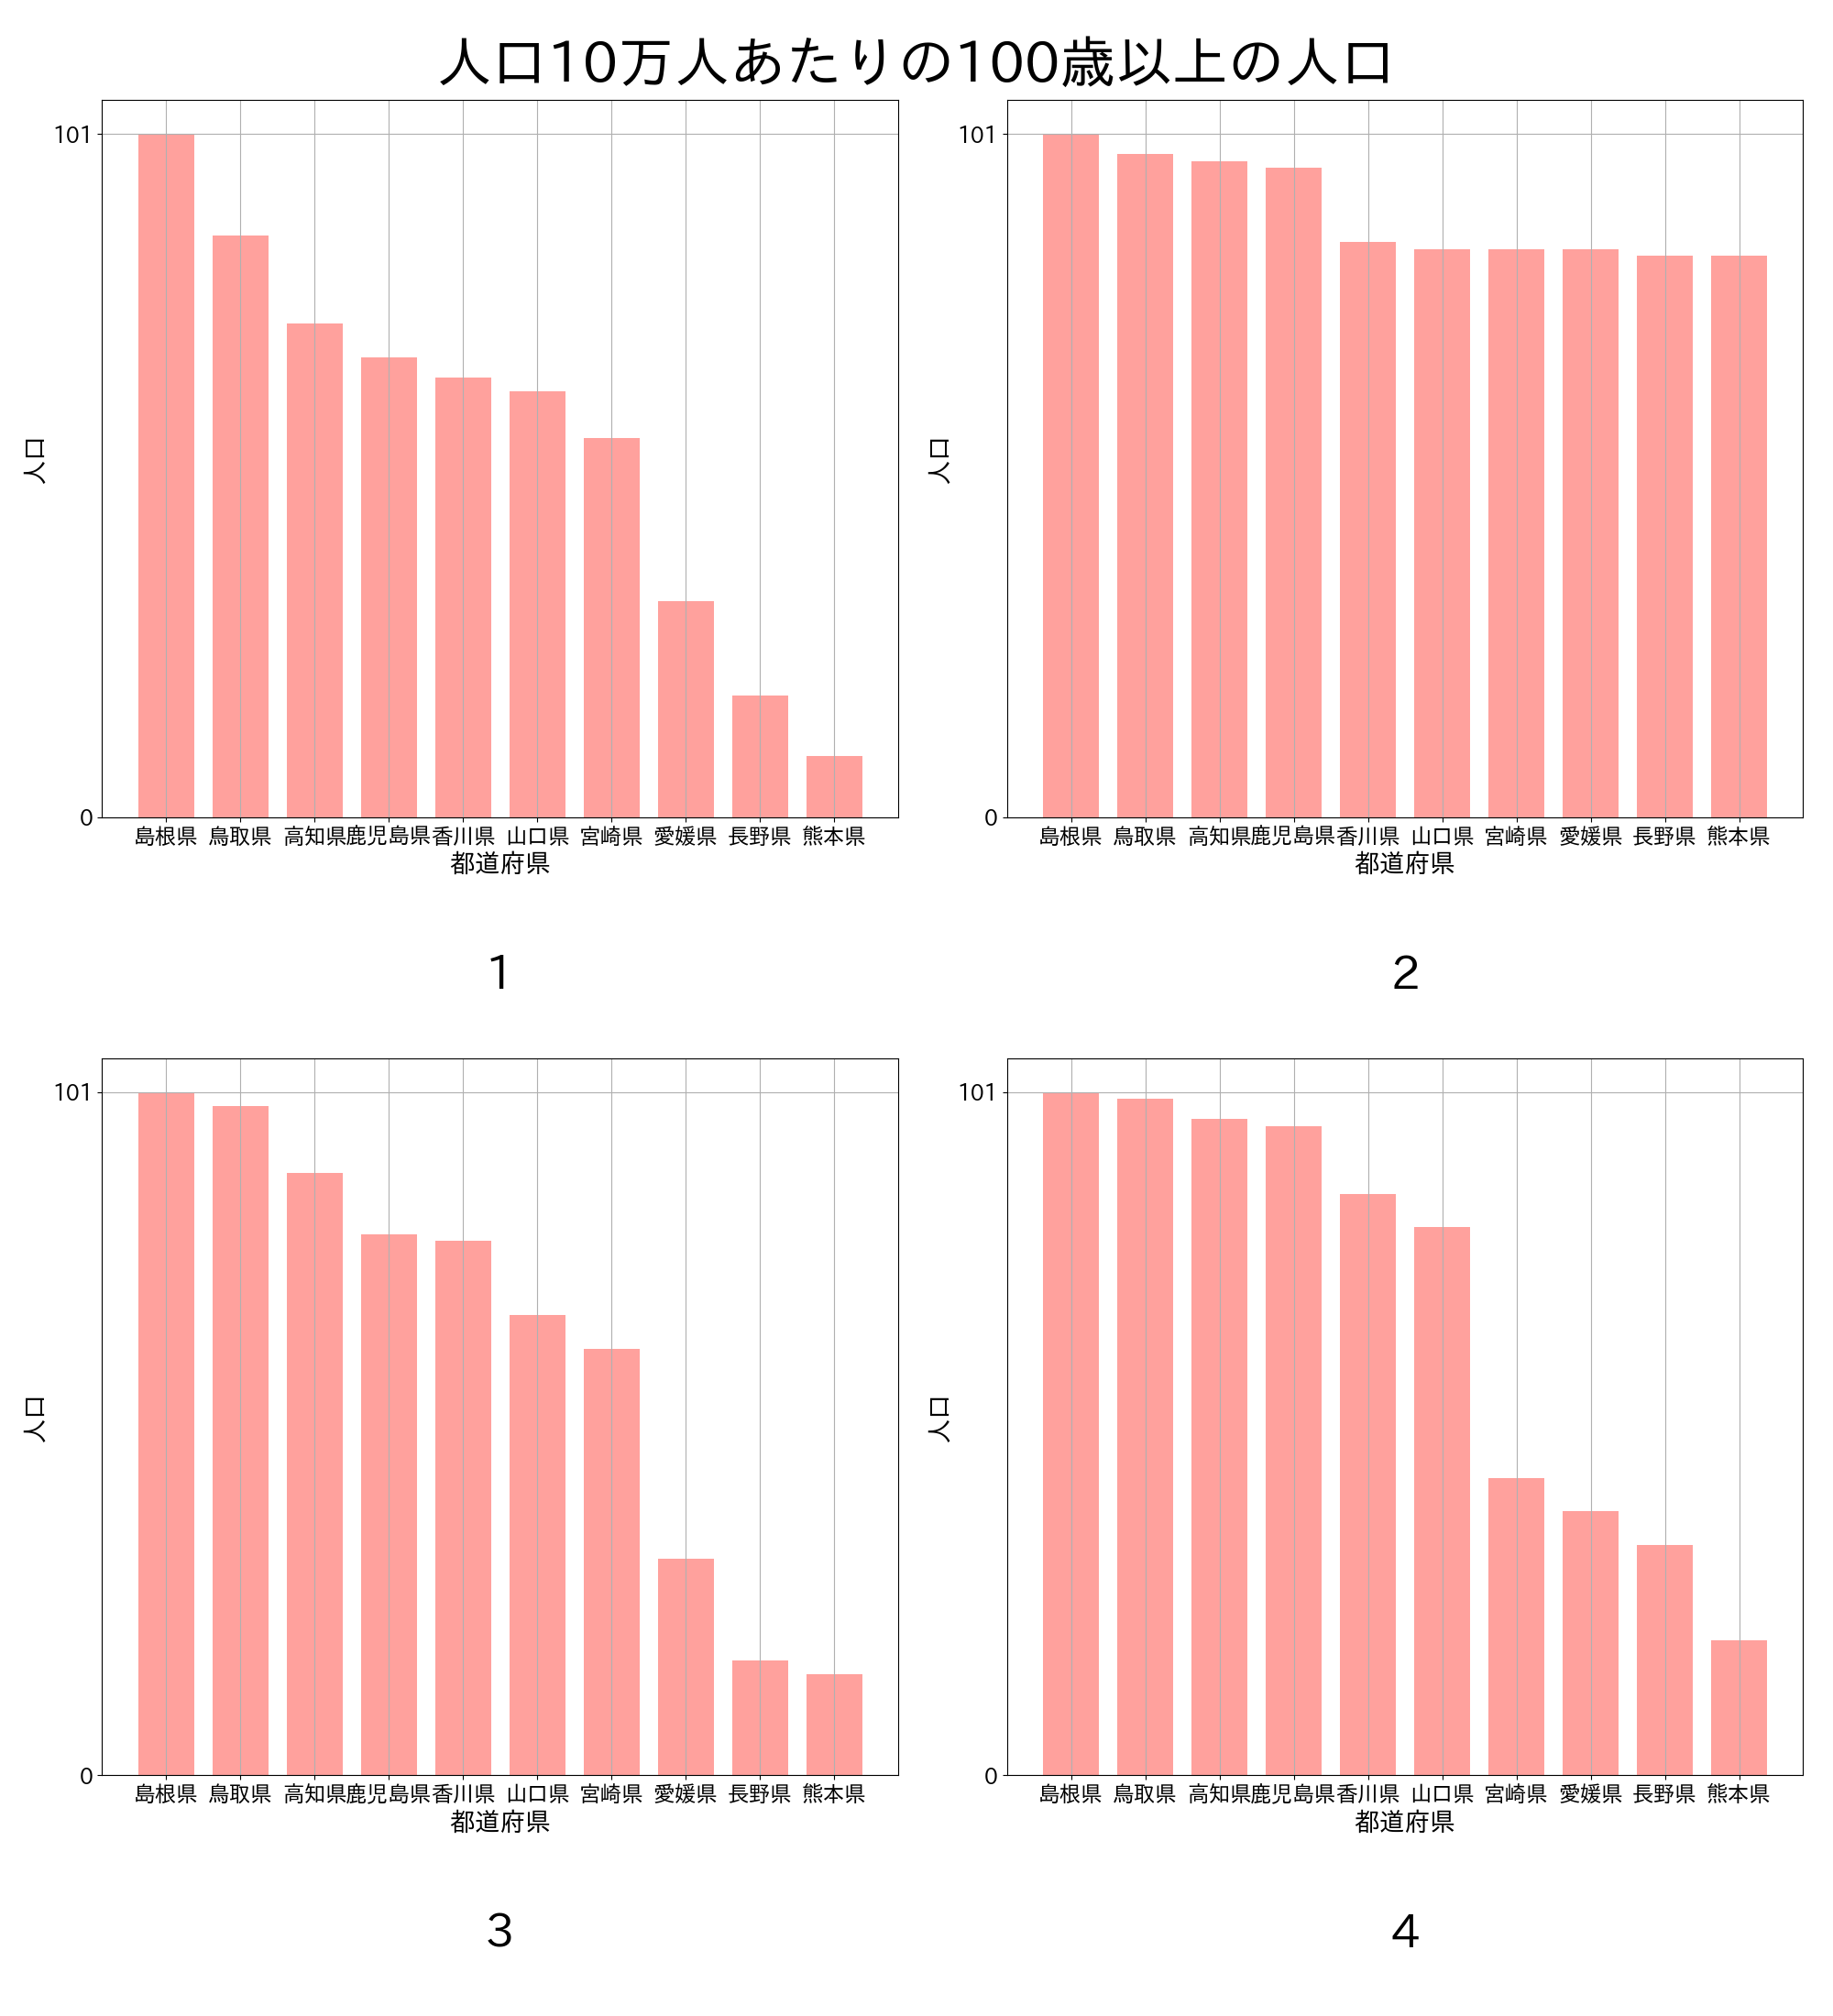 人口10万人あたりの100歳以上の人口
101
0
人口
島根県 鳥取県 高知県 鹿児島県 香川県 山口県 宮崎県 愛媛県 長野県 熊本県
都道府県
1
101
0
人口
島根県 鳥取県 高知県 鹿児島県 香川県 山口県 宮崎県 愛媛県 長野県 熊本県
都道府県
2
101
0
人口
島根県 鳥取県 高知県 鹿児島県 香川県 山口県 宮崎県 愛媛県 長野県 熊本県
都道府県
3
101
0
人口
島根県 鳥取県 高知県 鹿児島県 香川県 山口県 宮崎県 愛媛県 長野県 熊本県
都道府県
4